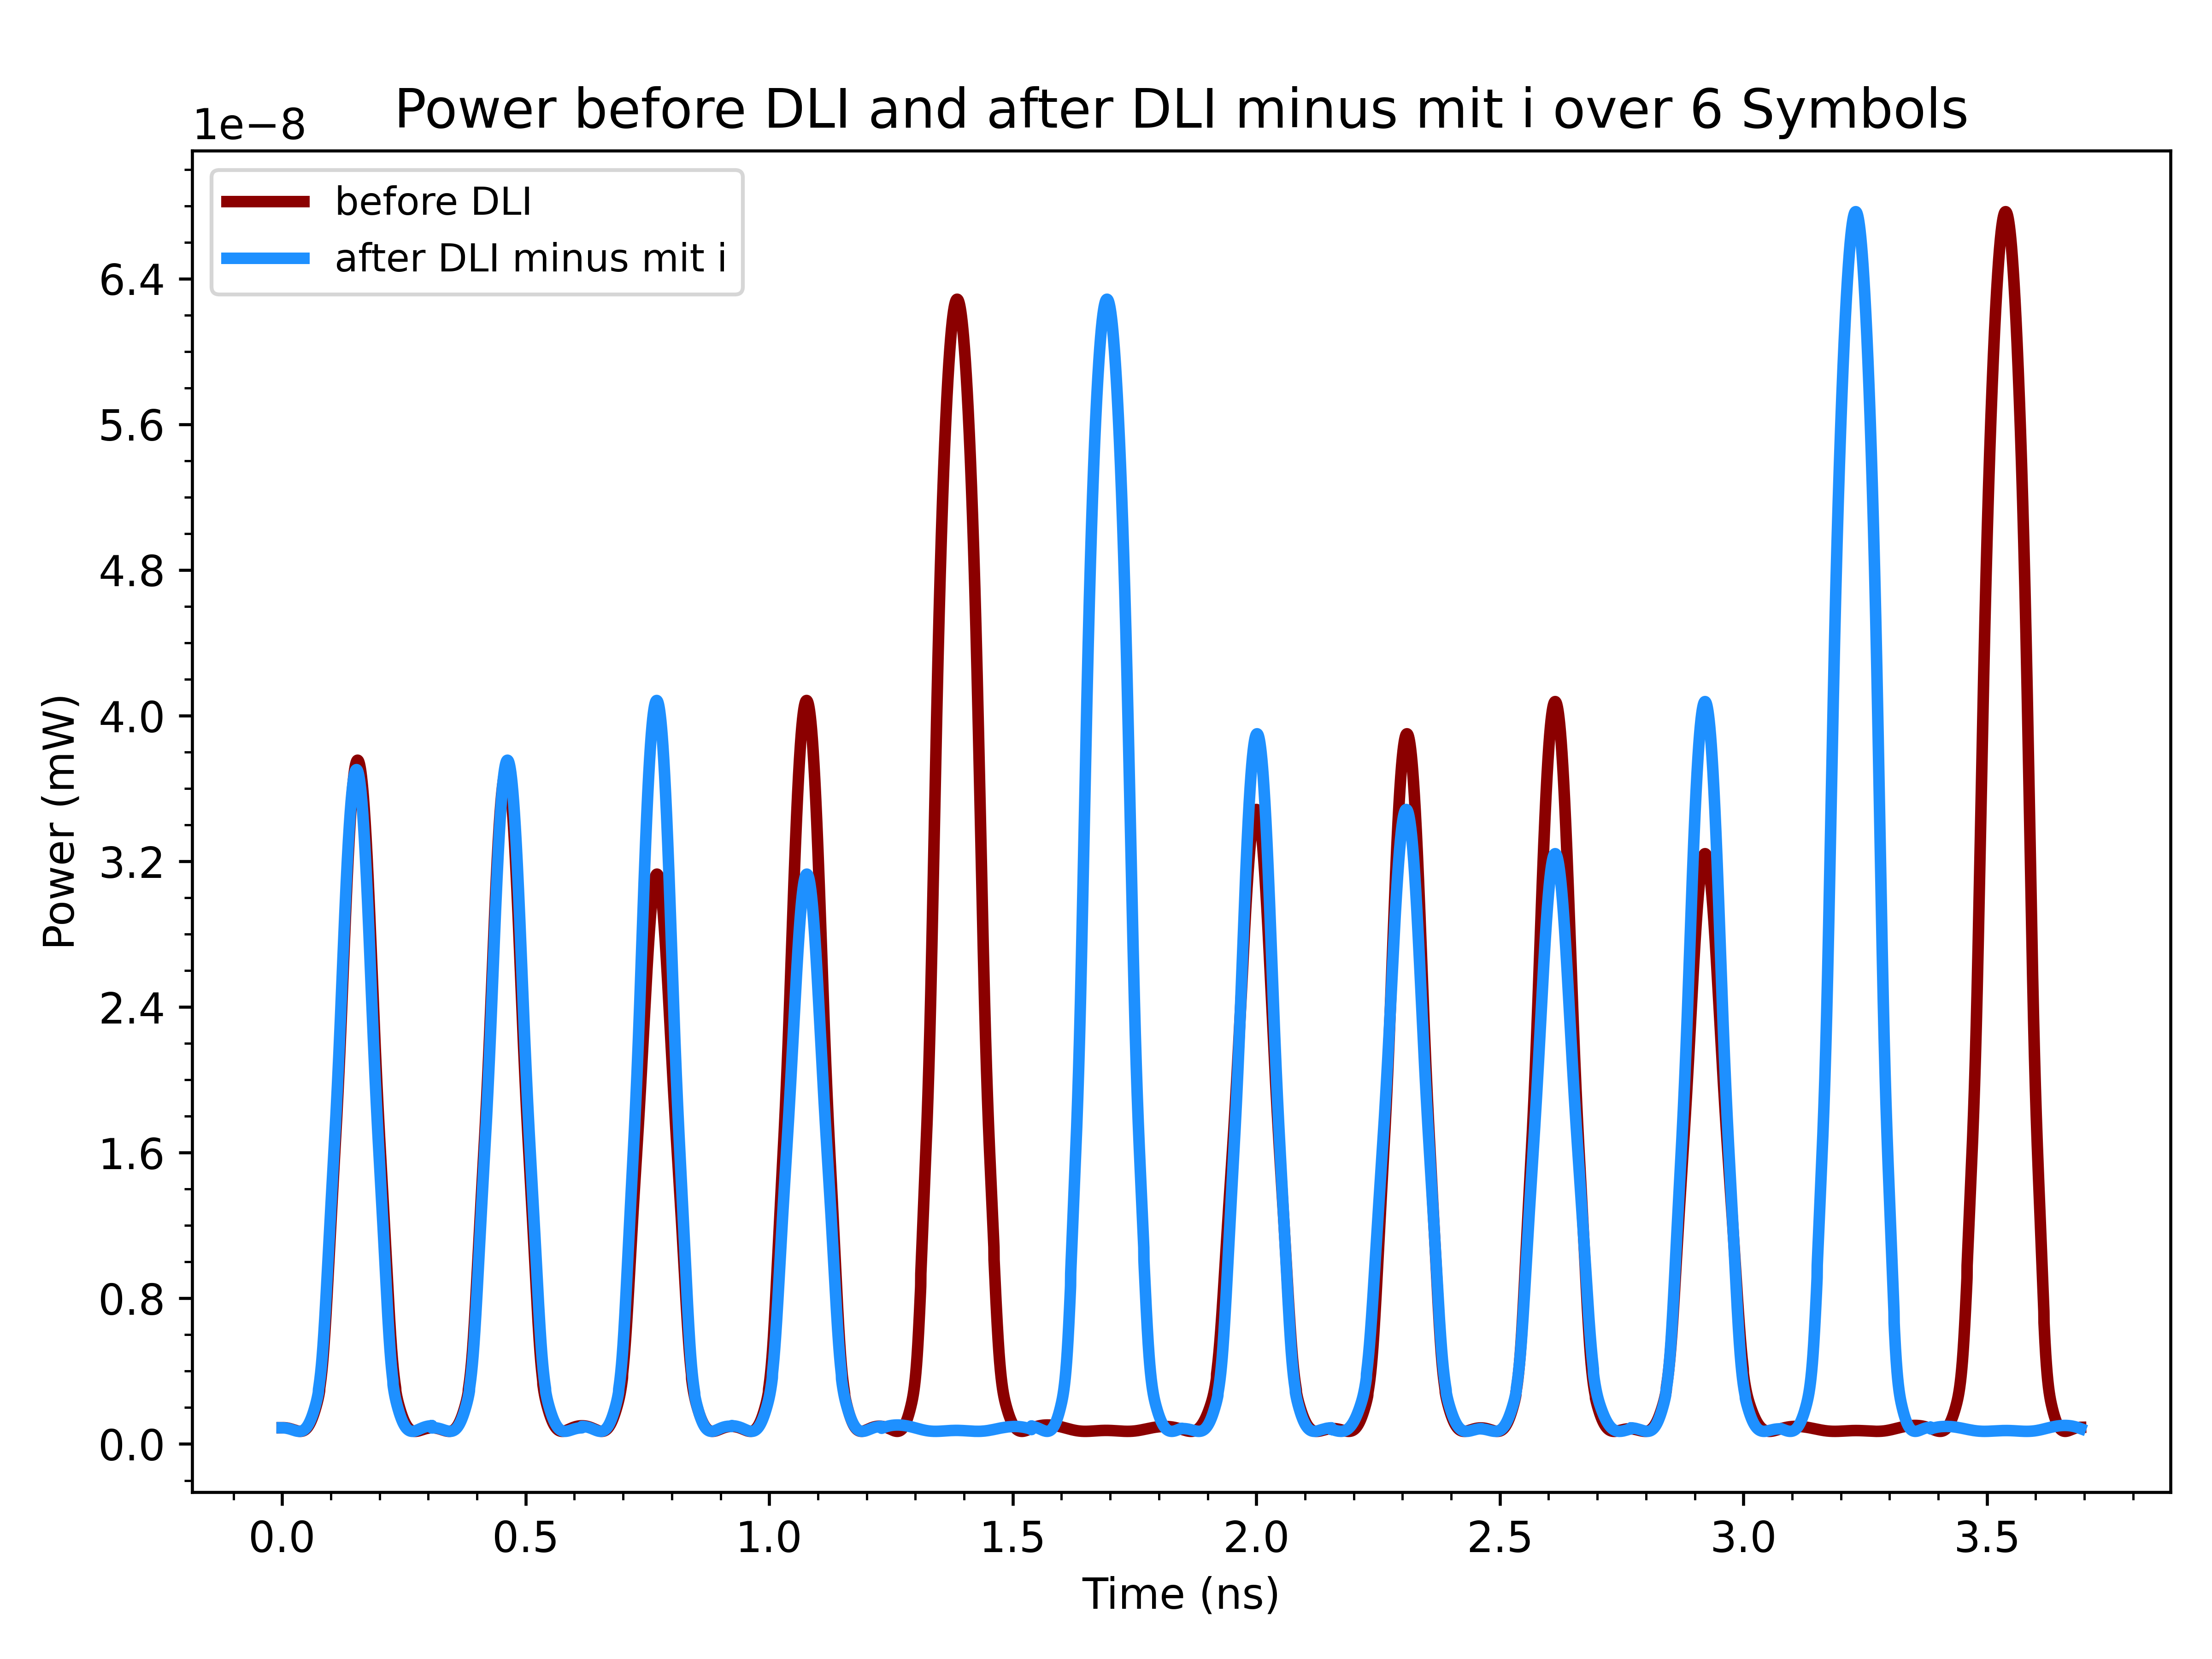 Power before DLI and after DLI minus mit i over 6 Symbols
1e−8
before DLI
after DLI minus mit i
6.4
5.6
4.8
4.0
3.2
2.4
1.6
0.8
0.0
Power (mW)
0.0 0.5 1.0 1.5 2.0 2.5 3.0 3.5
Time (ns)